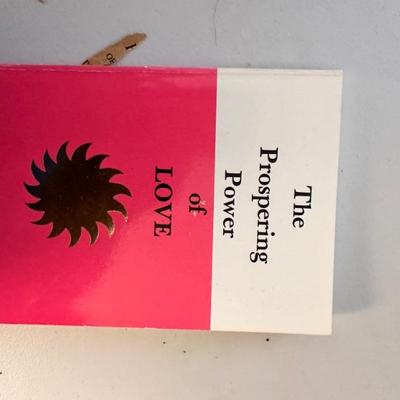 The
Prospering
Power
of
LOVE